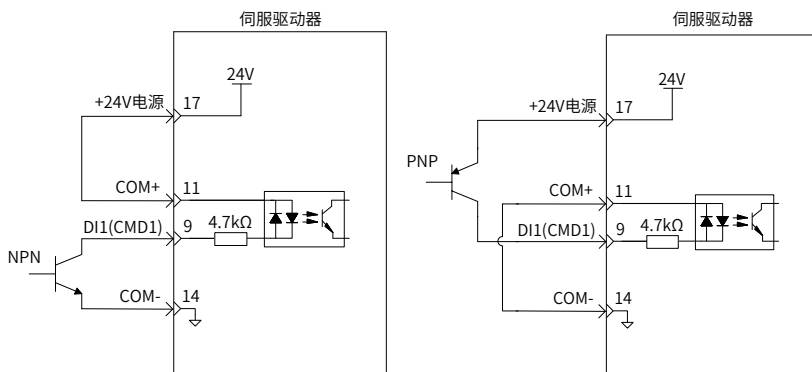 伺服驱动器
24V
+24V电源
17
COM+
11
DI1(CMD1)
9
4.7kΩ
NPN
COM-
14
伺服驱动器
24V
+24V电源
17
PNP
COM+
11
DI1(CMD1)
9
4.7kΩ
COM-
14